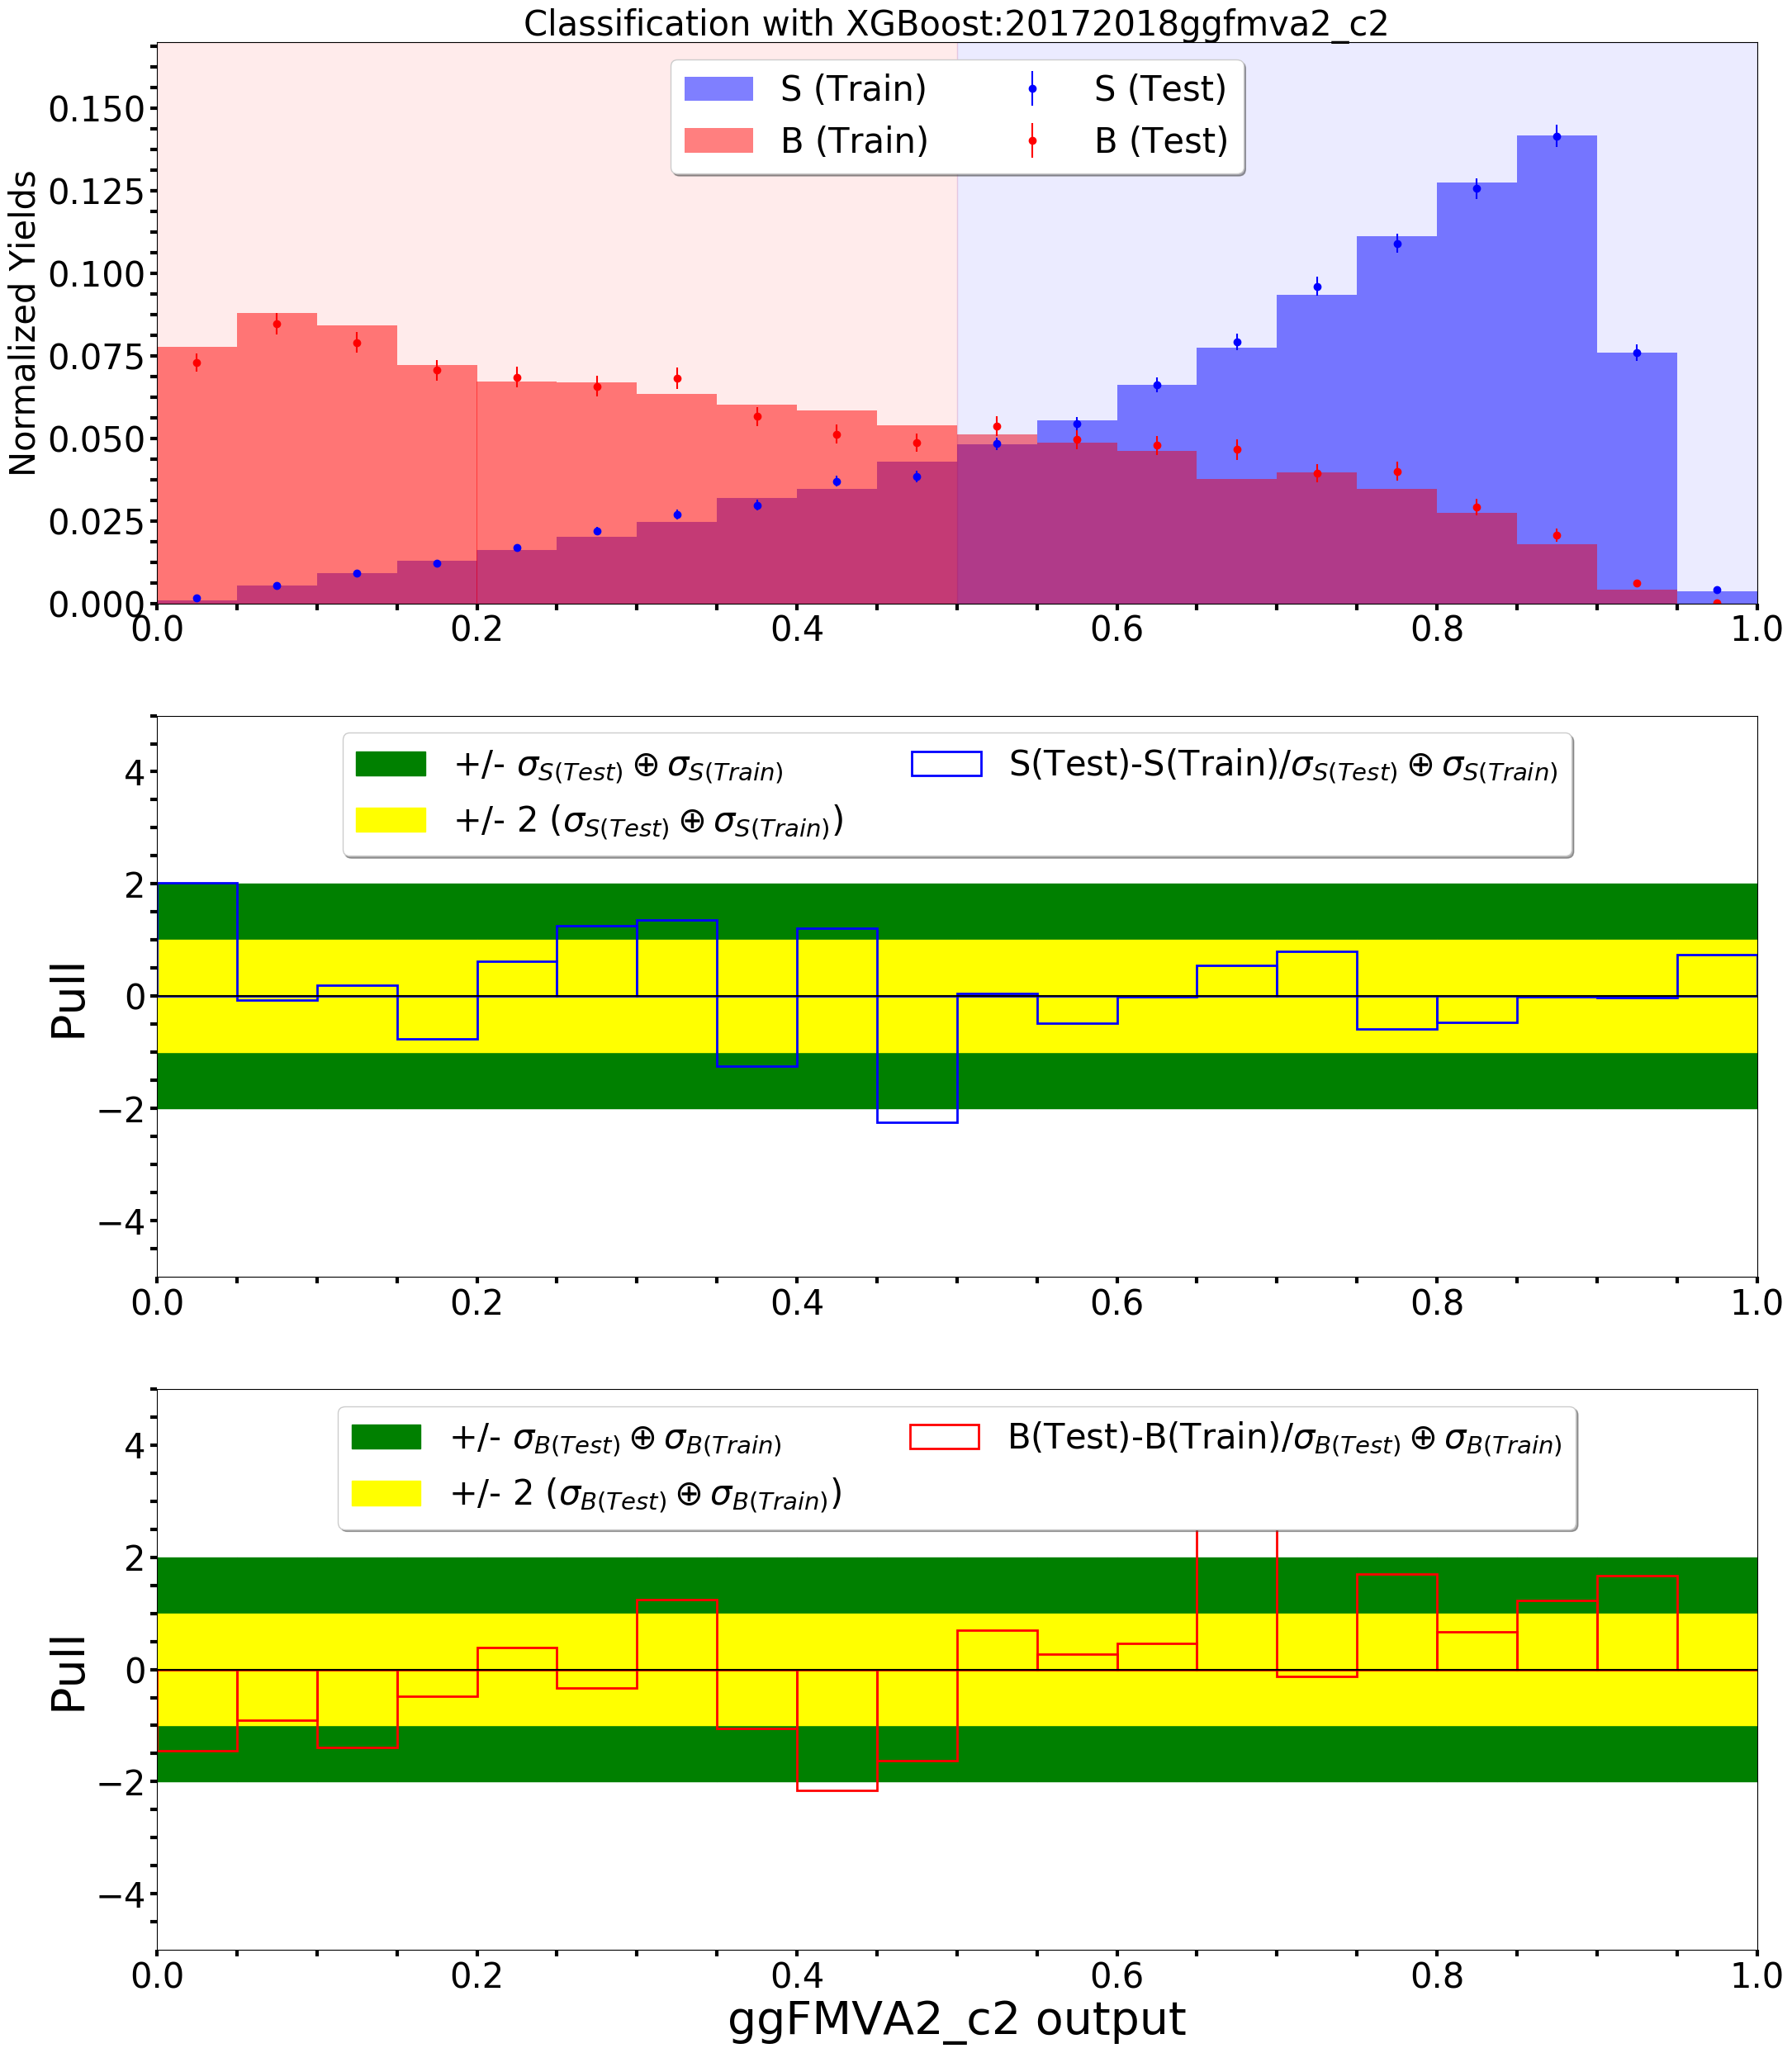 Classification with XGBoost:20172018ggfmva2_c2
S (Train) S (Test)
B (Train) B (Test)
Normalized Yields
0.150
0.125
0.100
0.075
0.050
0.025
0.000
0.0 0.2 0.4 0.6 0.8 1.0
+/- σS(Test) ⊕ σS(Train) S(Test)-S(Train)/σS(Test) ⊕ σS(Train)
+/- 2 (σS(Test) ⊕ σS(Train))
Pull
4
2
0
−2
−4
0.0 0.2 0.4 0.6 0.8 1.0
+/- σB(Test) ⊕ σB(Train) B(Test)-B(Train)/σB(Test) ⊕ σB(Train)
+/- 2 (σB(Test) ⊕ σB(Train))
Pull
4
2
0
−2
−4
0.0 0.2 0.4 0.6 0.8 1.0
ggFMVA2_c2 output